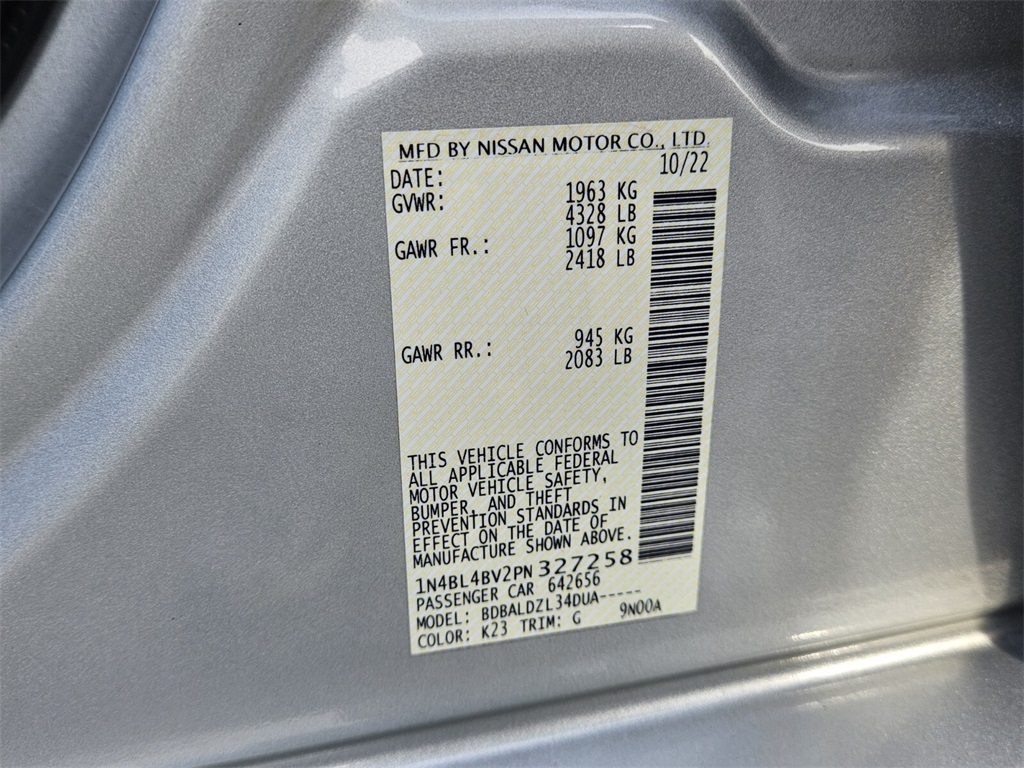 MFD BY NISSAN MOTOR CO., LTD.
DATE: 10/22
GVWR: 1963 KG
4328 LB
GAWR FR.: 1097 KG
2418 LB
GAWR RR.: 945 KG
2083 LB
THIS VEHICLE CONFORMS TO
ALL APPLICABLE FEDERAL
MOTOR VEHICLE SAFETY,
BUMPER, AND THEFT
PREVENTION STANDARDS IN
EFFECT ON THE DATE OF
MANUFACTURE SHOWN ABOVE.
1N4BL4BV2PN327258
PASSENGER CAR 642656
MODEL: BDBALDZL34DUA-----
COLOR: K23 TRIM: G 9N00A